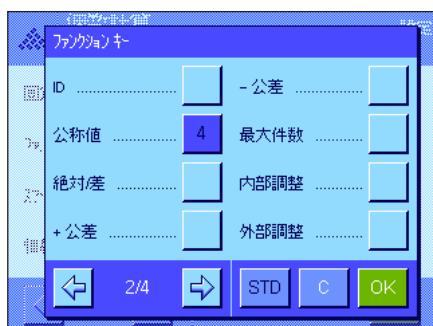 ファンクション キー
ID ....................
公称値 ............... 4
絶対/差 ..............
+ 公差 ................
- 公差 ................
最大件数 .............
内部調整 .............
外部調整 .............
2/4
STD
C
OK